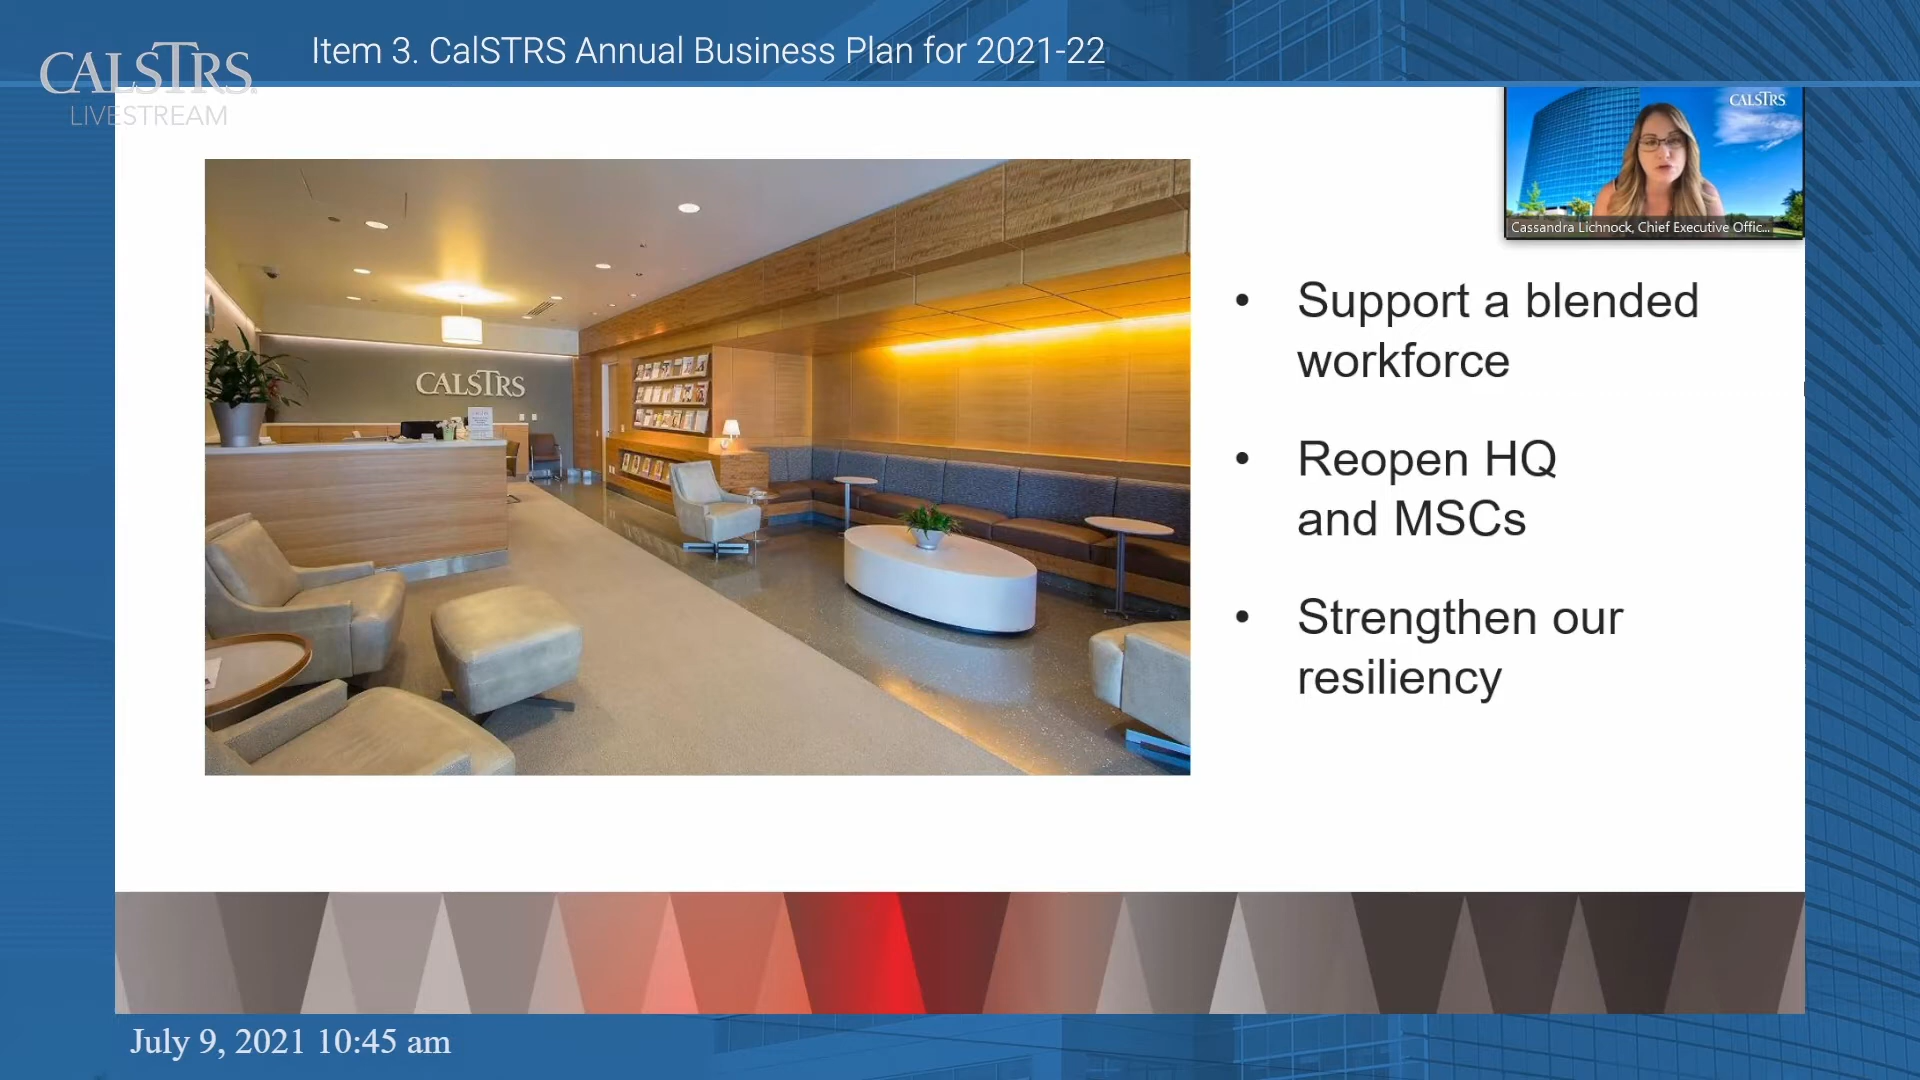 Item 3. CalSTRS Annual Business Plan for 2021-22
CALSTRS
LIVESTREAM
CALSTRS
Cassandra Lichnock, Chief Executive Offic...
CALSTRS
• Support a blended
workforce
• Reopen HQ
and MSCs
• Strengthen our
resiliency
July 9, 2021 10:45 am